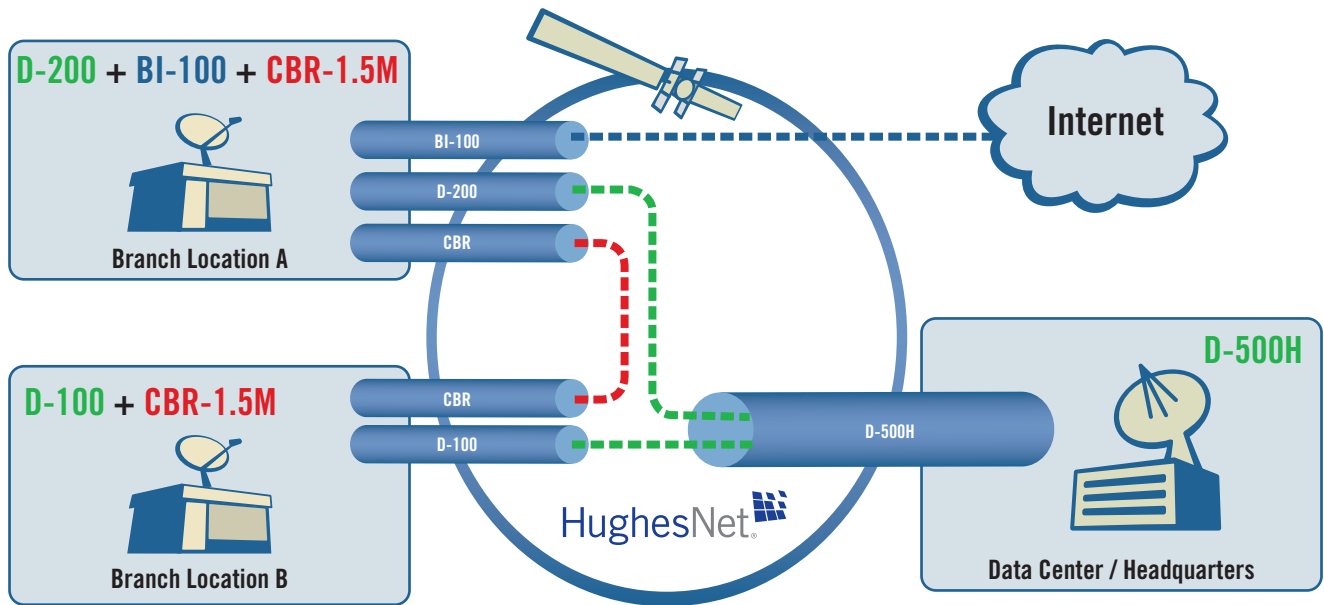 D-200 + BI-100 + CBR-1.5M
Branch Location A
BI-100
D-200
CBR
Internet
D-100 + CBR-1.5M
Branch Location B
CBR
D-100
D-500H
HughesNet®
D-500H
Data Center / Headquarters